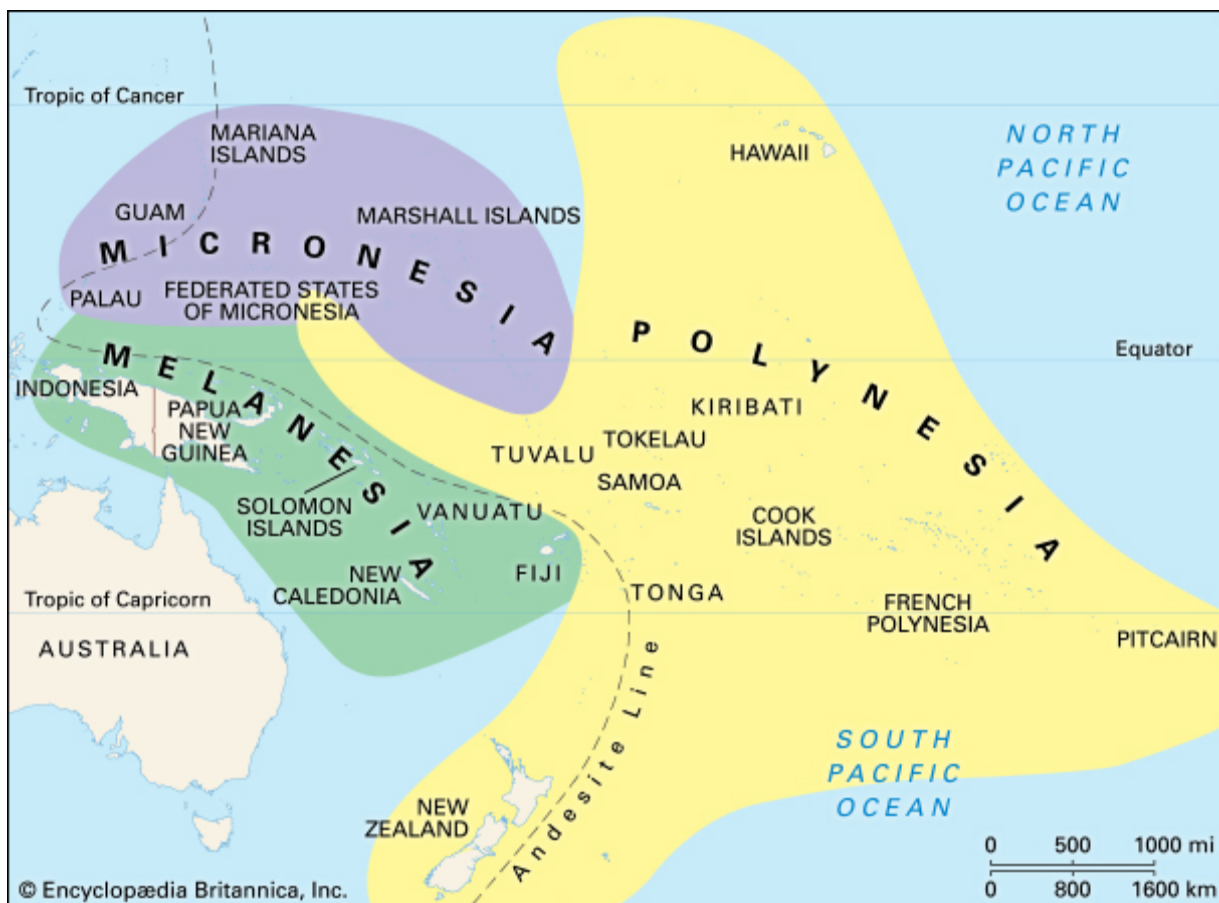 Tropic of Cancer
MARIANA
ISLANDS
HAWAII
NORTH
PACIFIC
OCEAN
GUAM
MARSHALL ISLANDS
MICRONESIA
PALAU
FEDERATED STATES
OF MICRONESIA
POLYNESIA
Equator
MELANESIA
INDONESIA
PAPUA
NEW
GUINEA
KIRIBATI
TUVALU
TOKELAU
SAMOA
SOLOMON
ISLANDS
VANUATU
COOK
ISLANDS
FIJI
NEW
CALEDONIA
TONGA
Tropic of Capricorn
FRENCH
POLYNESIA
PITCAIRN
AUSTRALIA
Andesite Line
SOUTH
PACIFIC
OCEAN
NEW
ZEALAND
0 500 1000 mi
0 800 1600 km
© Encyclopædia Britannica, Inc.